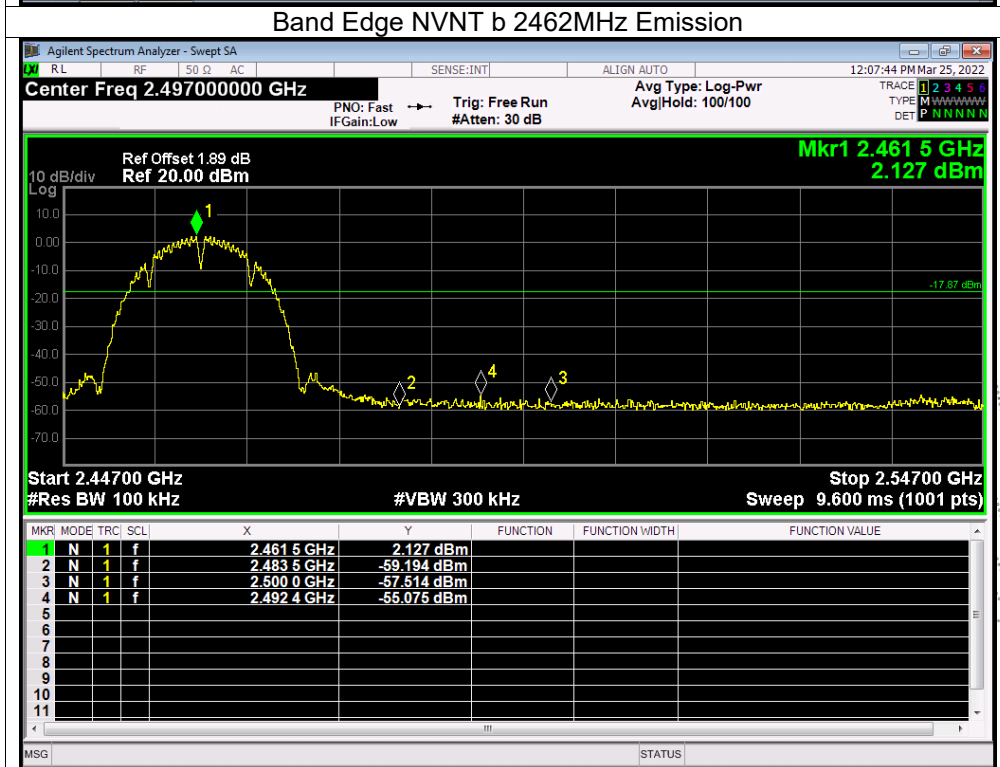 Band Edge NVNT b 2462MHz Emission
Agilent Spectrum Analyzer - Swept SA
LXI RL RF 50 Ω AC SENSE:INT ALIGN AUTO 12:07:44 PM Mar 25, 2022
Center Freq 2.497000000 GHz Avg Type: Log-Pwr TRACE 1 2 3 4 5 6
PNO: Fast Trig: Free Run Avg|Hold: 100/100 TYPE M WWWWW
IFGain:Low #Atten: 30 dB DET P N N N N N
Mkr1 2.461 5 GHz
Ref Offset 1.89 dB
10 dB/div Ref 20.00 dBm 2.127 dBm
Log
10.0
1
0.00
-10.0
-17.87 dBm
-20.0
-30.0
-40.0
-50.0
2 4 3
-60.0
-70.0
Start 2.44700 GHz Stop 2.54700 GHz
#Res BW 100 kHz #VBW 300 kHz Sweep 9.600 ms (1001 pts)
MKR MODE TRC SCL X Y FUNCTION FUNCTION WIDTH FUNCTION VALUE
1 N 1 f 2.461 5 GHz 2.127 dBm
2 N 1 f 2.483 5 GHz -59.194 dBm
3 N 1 f 2.500 0 GHz -57.514 dBm
4 N 1 f 2.492 4 GHz -55.075 dBm
5
6
7
8
9
10
11
MSG STATUS